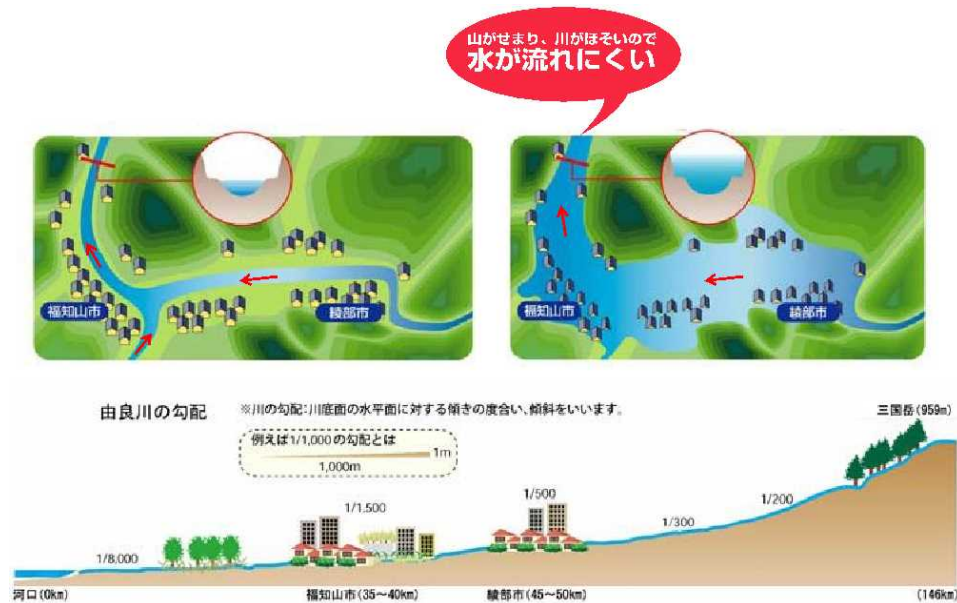 山がせまり、川がほそいので
水が流れにくい
福知山市
綾部市
福知山市
綾部市
由良川の勾配
※川の勾配:川底面の水平面に対する傾きの度合い、傾斜をいいます。
三国岳(959m)
例えば1/1,000の勾配とは
1m
1,000m
1/8,000
1/1,500
1/500
1/300
1/200
河口(0km)
福知山市(35～40km)
綾部市(45～50km)
(146km)